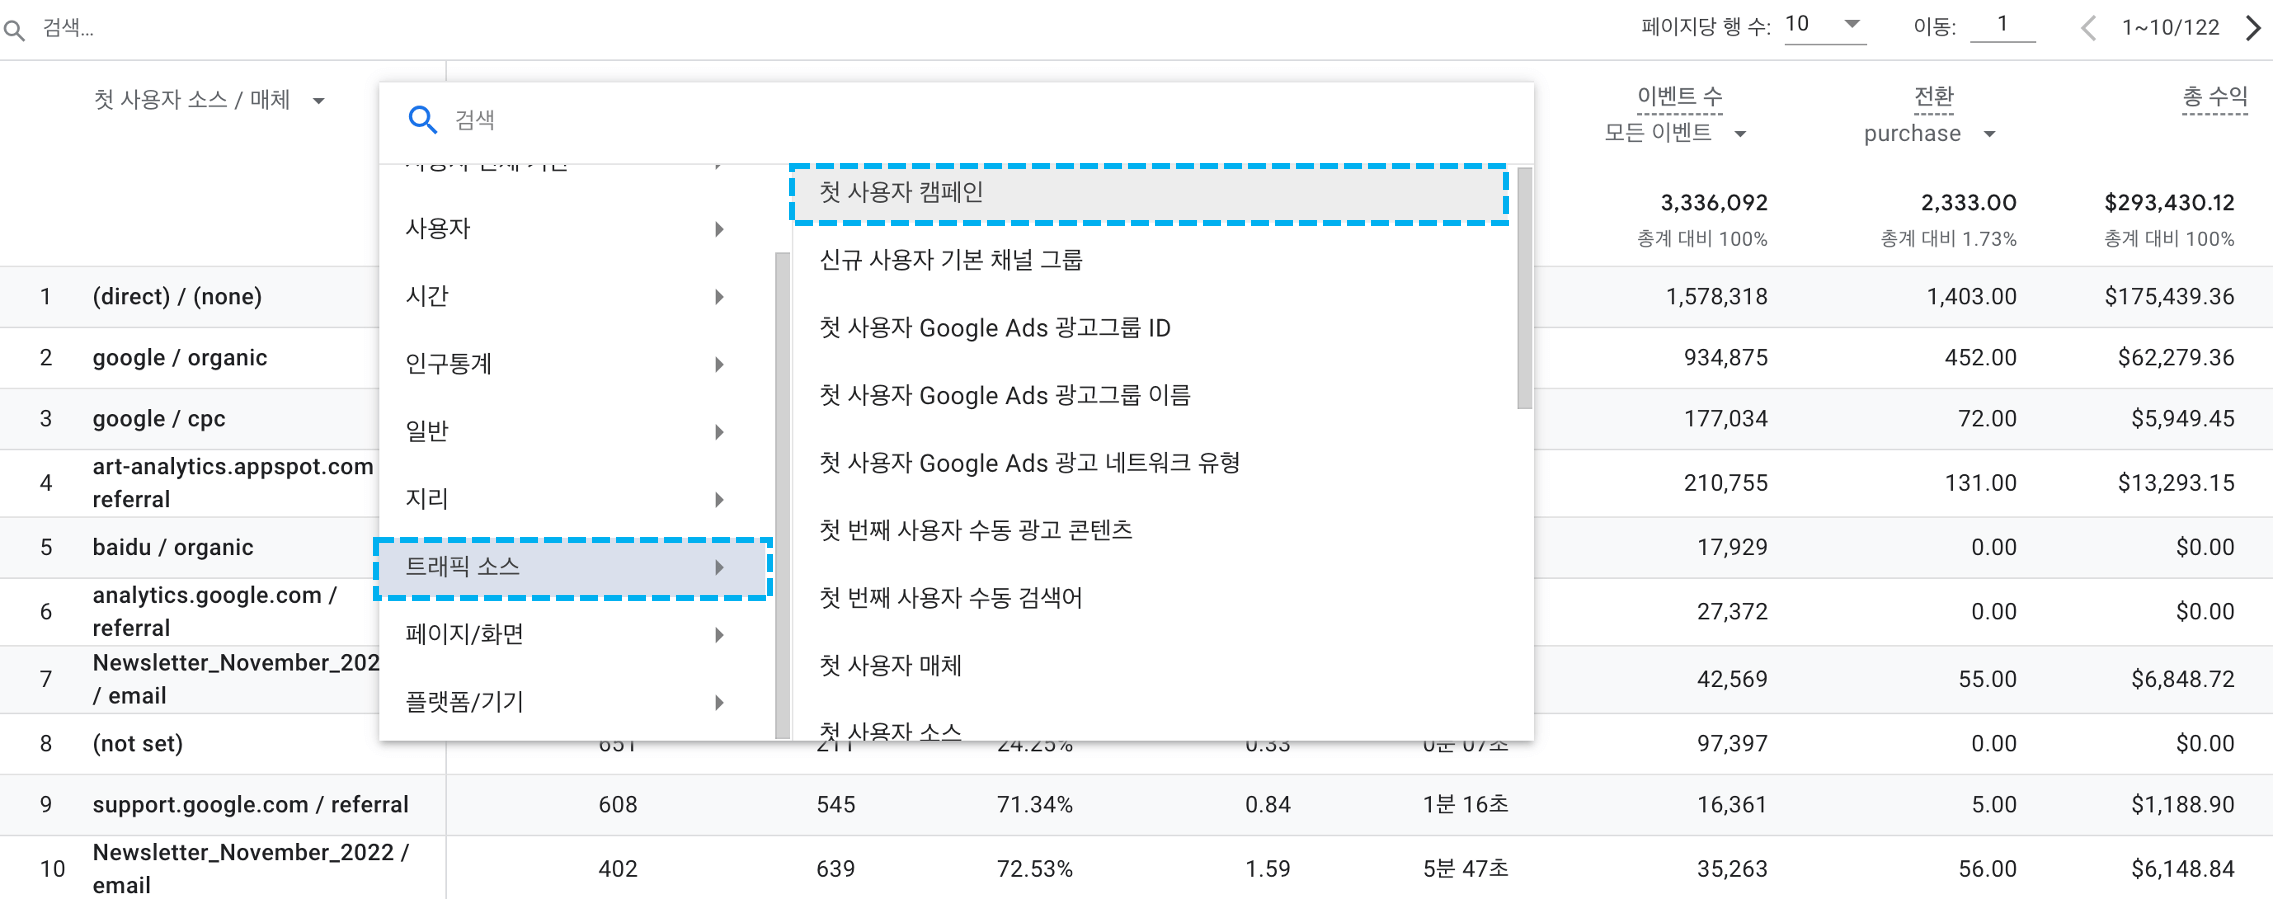 검색...
페이지당 행 수: 10 이동: 1 1~10/122
첫 사용자 소스 / 매체
이벤트 수 전환 총 수익
모든 이벤트 purchase
3,336,092 2,333.00 $293,430.12
총계 대비 100% 총계 대비 1.73% 총계 대비 100%
검색
사용자
시간
인구통계
일반
지리
트래픽 소스
페이지/화면
플랫폼/기기
첫 사용자 캠페인
신규 사용자 기본 채널 그룹
첫 사용자 Google Ads 광고그룹 ID
첫 사용자 Google Ads 광고그룹 이름
첫 사용자 Google Ads 광고 네트워크 유형
첫 번째 사용자 수동 광고 콘텐츠
첫 번째 사용자 수동 검색어
첫 사용자 매체
첫 사용자 소스
1 (direct) / (none) 1,578,318 1,403.00 $175,439.36
2 google / organic 934,875 452.00 $62,279.36
3 google / cpc 177,034 72.00 $5,949.45
4 art-analytics.appspot.com 210,755 131.00 $13,293.15
referral
5 baidu / organic 17,929 0.00 $0.00
6 analytics.google.com / 27,372 0.00 $0.00
referral
7 Newsletter_November_202 42,569 55.00 $6,848.72
/ email
8 (not set) 651 211 24.25% 0.33 0분 07초 97,397 0.00 $0.00
9 support.google.com / referral 608 545 71.34% 0.84 1분 16초 16,361 5.00 $1,188.90
10 Newsletter_November_2022 / 402 639 72.53% 1.59 5분 47초 35,263 56.00 $6,148.84
email